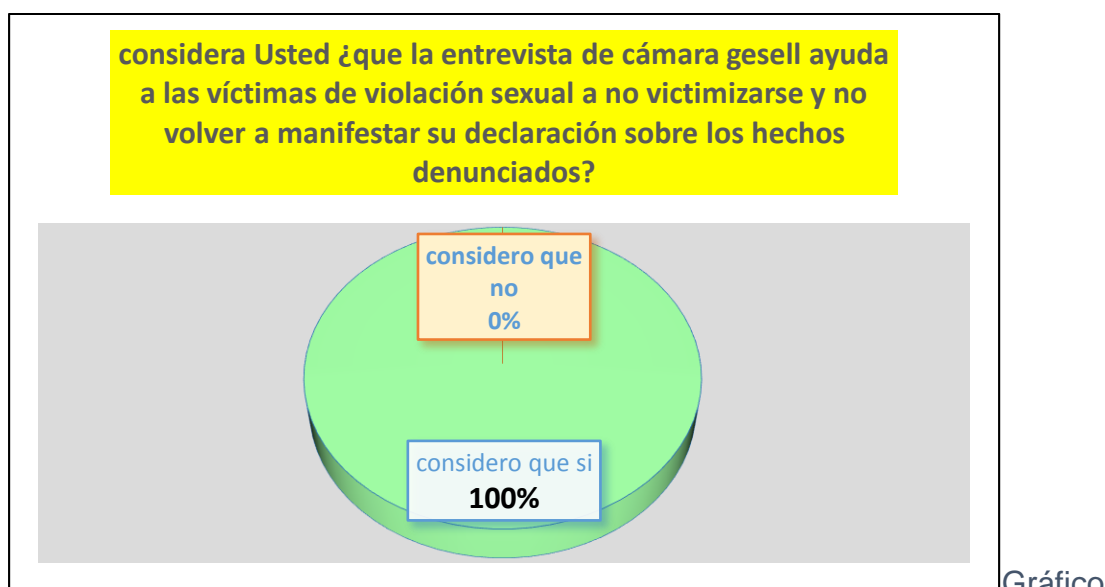 considera Usted ¿que la entrevista de cámara gesell ayuda
a las víctimas de violación sexual a no victimizarse y no
volver a manifestar su declaración sobre los hechos
denunciados?
considero que
no
0%
considero que si
100%
Gráfico